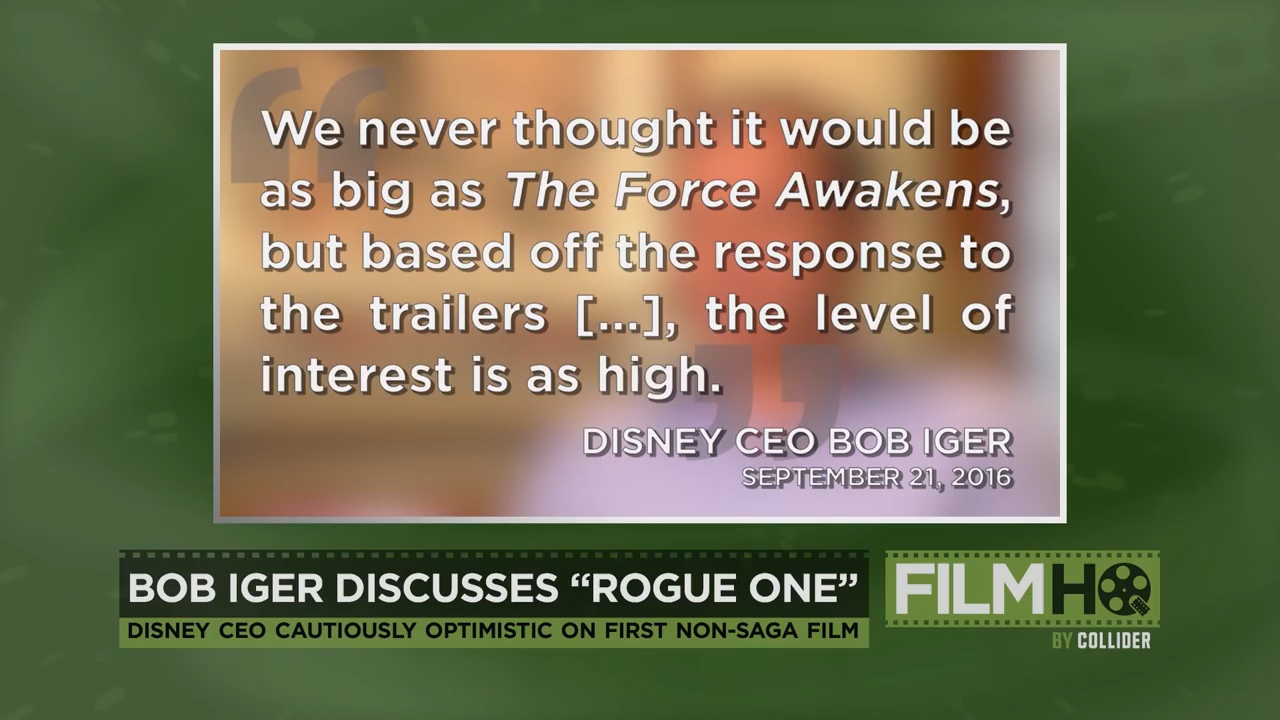 We never thought it would be
as big as The Force Awakens,
but based off the response to
the trailers [...], the level of
interest is as high.
DISNEY CEO BOB IGER
SEPTEMBER 21, 2016
BOB IGER DISCUSSES “ROGUE ONE”
DISNEY CEO CAUTIOUSLY OPTIMISTIC ON FIRST NON-SAGA FILM
FILMHQ
BY COLLIDER